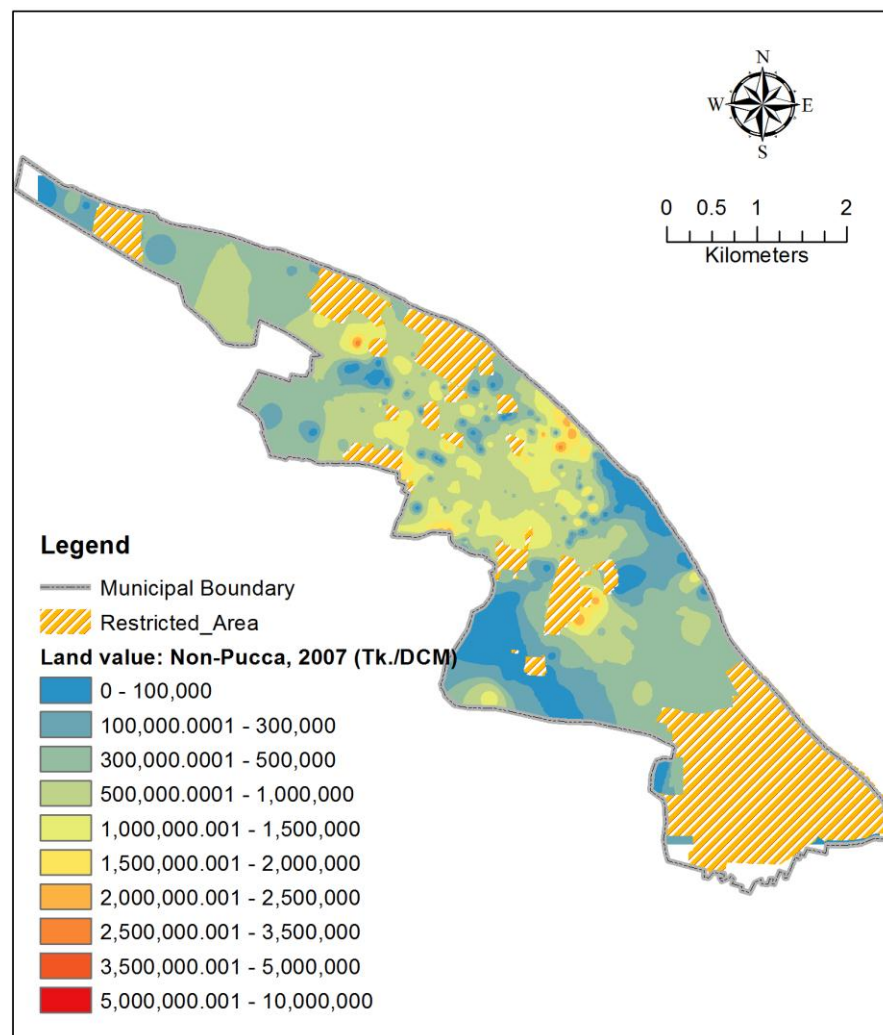 N
W E
S
0 0.5 1 2
Kilometers
Legend
Municipal Boundary
Restricted_Area
Land value: Non-Pucca, 2007 (Tk./DCM)
0 - 100,000
100,000.0001 - 300,000
300,000.0001 - 500,000
500,000.0001 - 1,000,000
1,000,000.001 - 1,500,000
1,500,000.001 - 2,000,000
2,000,000.001 - 2,500,000
2,500,000.001 - 3,500,000
3,500,000.001 - 5,000,000
5,000,000.001 - 10,000,000